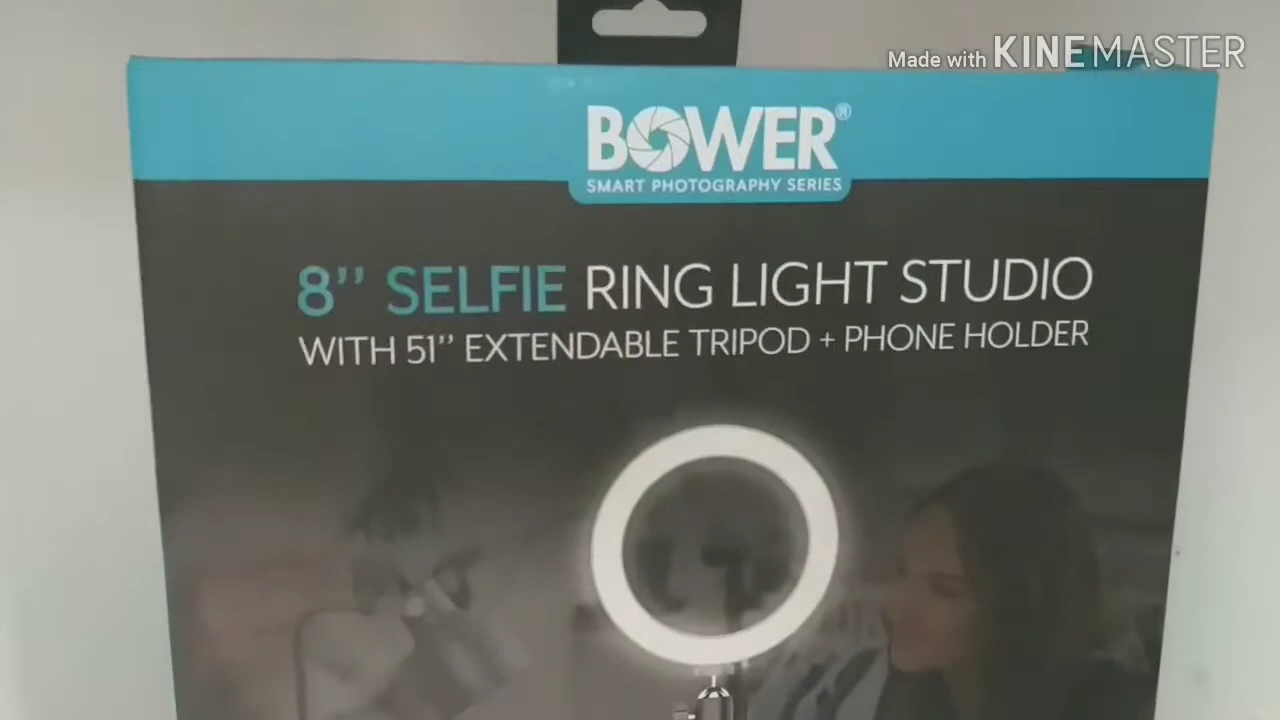 Made with KINEMASTER
BOWER®
SMART PHOTOGRAPHY SERIES
8’’ SELFIE RING LIGHT STUDIO
WITH 51’’ EXTENDABLE TRIPOD + PHONE HOLDER